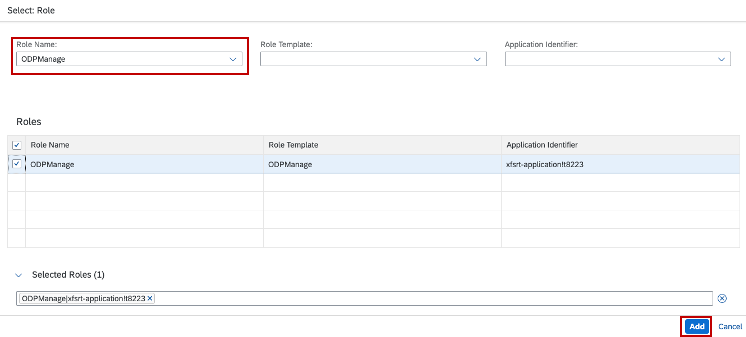 Select: Role
Role Name: Role Template: Application Identifier:
ODPManage
Roles
Role Name Role Template Application Identifier
ODPManage ODPManage xfsrt-application!t8223
Selected Roles (1)
ODPManage|xfsrt-application!t8223
Add Cancel